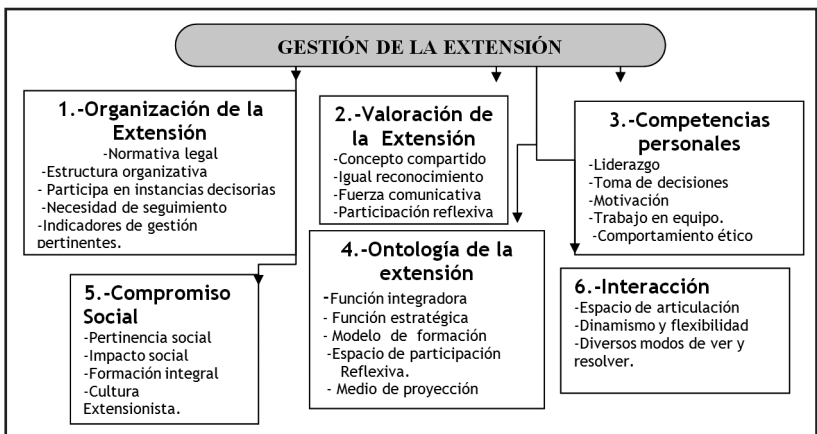 GESTIÓN DE LA EXTENSIÓN
1.-Organización de la
Extensión
-Normativa legal
-Estructura organizativa
- Participa en instancias decisorias
-Necesidad de seguimiento
-Indicadores de gestión
pertinentes.
2.-Valoración de
la Extensión
-Concepto compartido
-Igual reconocimiento
-Fuerza comunicativa
-Participación reflexiva
3.-Competencias
personales
-Liderazgo
-Toma de decisiones
-Motivación
-Trabajo en equipo.
-Comportamiento ético
4.-Ontología de la
extensión
-Función integradora
- Función estratégica
- Modelo de formación
-Espacio de participación
Reflexiva.
- Medio de proyección
5.-Compromiso
Social
-Pertinencia social
-Impacto social
-Formación integral
-Cultura
Extensionista.
6.-Interacción
-Espacio de articulación
-Dinamismo y flexibilidad
-Diversos modos de ver y
resolver.